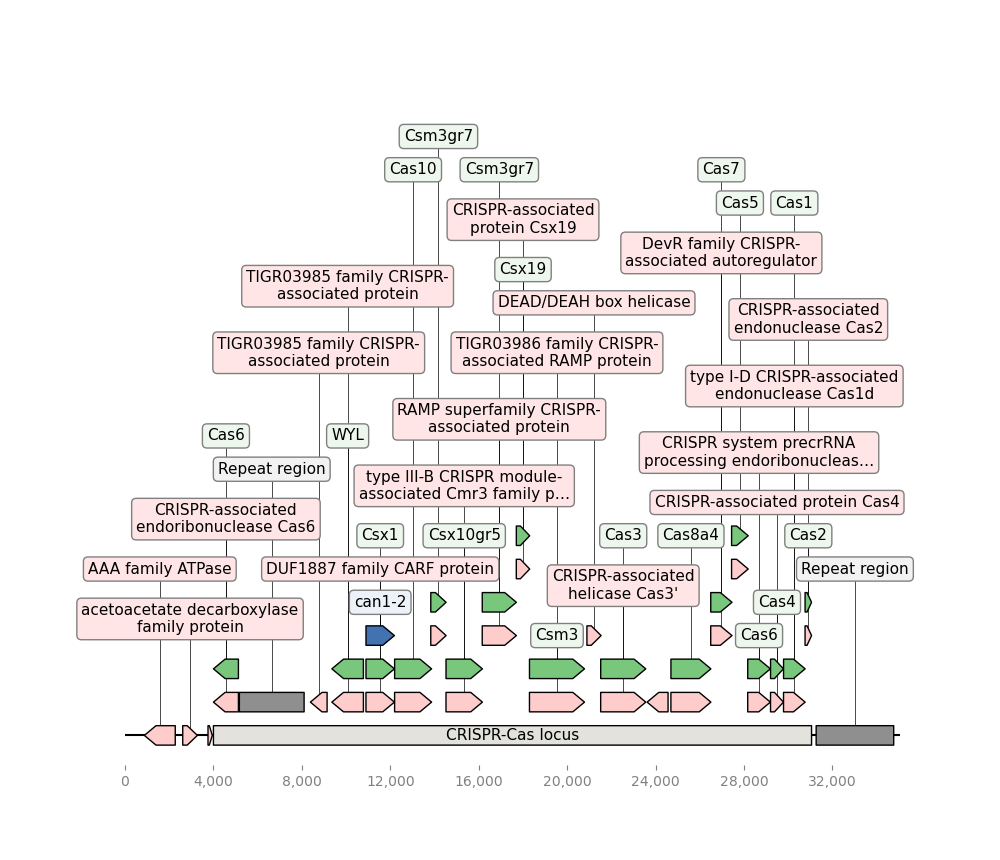 Csm3gr7
Cas10
Csm3gr7
Cas7
Cas5
Cas1
CRISPR-associated
protein Csx19
DevR family CRISPR-
associated autoregulator
Csx19
TIGR03985 family CRISPR-
associated protein
DEAD/DEAH box helicase
CRISPR-associated
endonuclease Cas2
TIGR03985 family CRISPR-
associated protein
TIGR03986 family CRISPR-
associated RAMP protein
type I-D CRISPR-associated
endonuclease Cas1d
RAMP superfamily CRISPR-
associated protein
Cas6
WYL
CRISPR system precrRNA
processing endoribonucleas...
Repeat region
type III-B CRISPR module-
associated Cmr3 family p...
CRISPR-associated protein Cas4
CRISPR-associated
endoribonuclease Cas6
Csx1
Csx10gr5
Cas3
Cas8a4
Cas2
AAA family ATPase
DUF1887 family CARF protein
CRISPR-associated
helicase Cas3'
Repeat region
acetoacetate decarboxylase
family protein
can1-2
Cas4
Csm3
Cas6
CRISPR-Cas locus
0
4,000
8,000
12,000
16,000
20,000
24,000
28,000
32,000